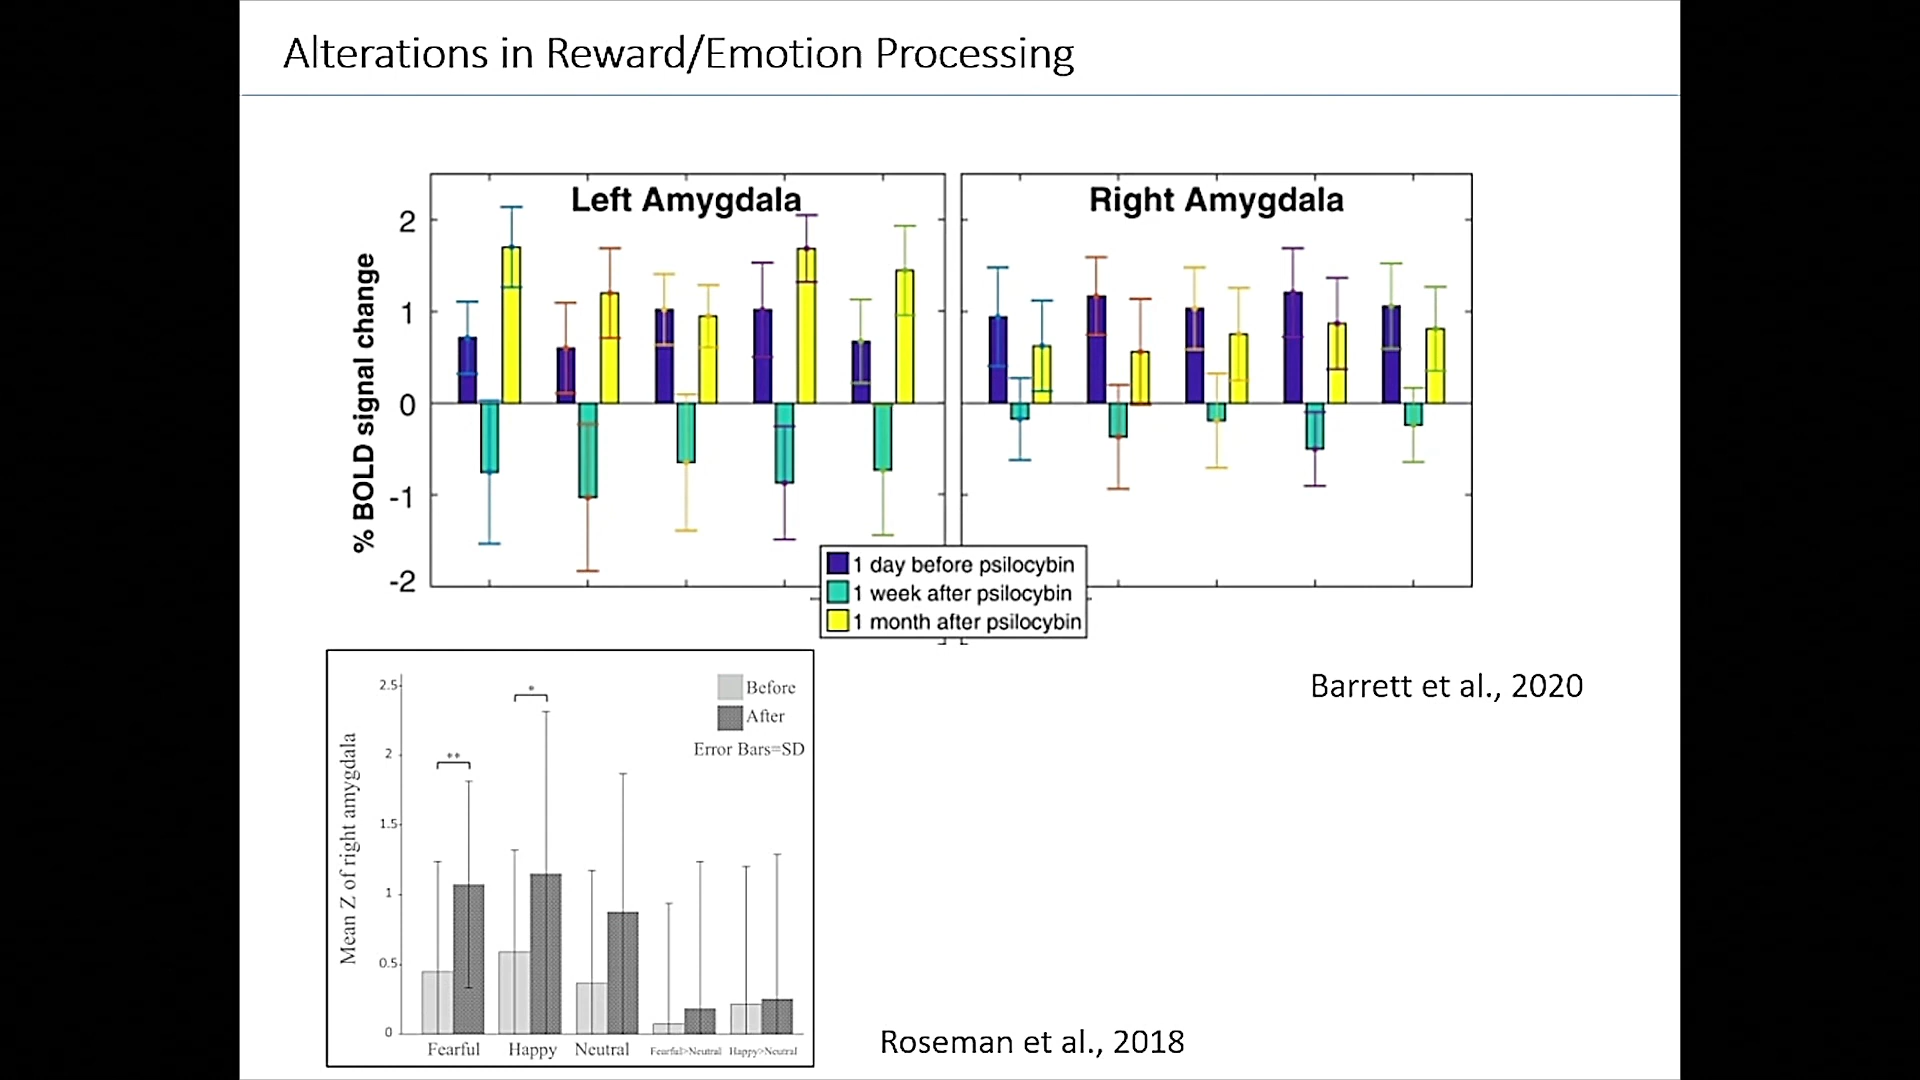 Alterations in Reward/Emotion Processing
Left Amygdala
Right Amygdala
% BOLD signal change
2
1
0
-1
-2
1 day before psilocybin
1 week after psilocybin
1 month after psilocybin
Barrett et al., 2020
Mean Z of right amygdala
2.5
2
1.5
1
0.5
0
**
*
Before
After
Error Bars=SD
Fearful Happy Neutral Fearful>Neutral Happy>Neutral
Roseman et al., 2018